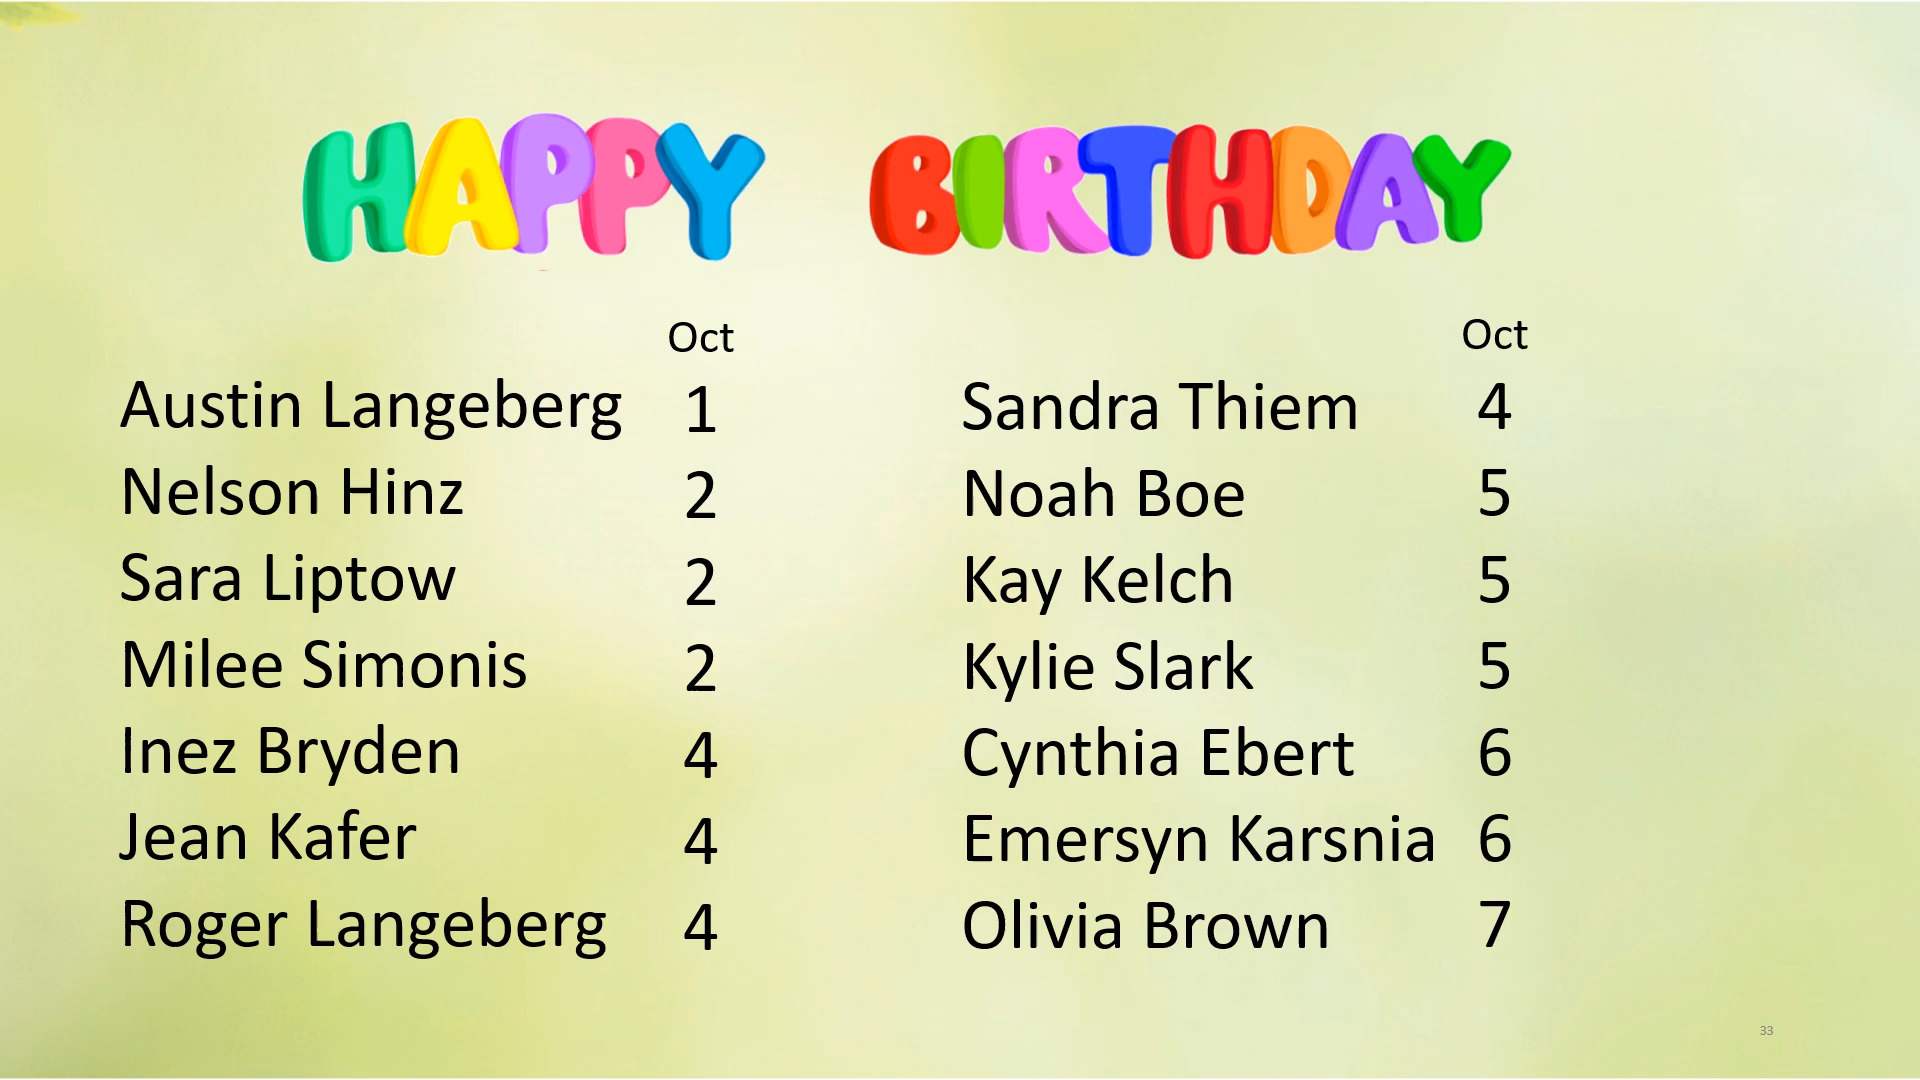 HAPPY BIRTHDAY
Oct
Austin Langeberg 1
Nelson Hinz 2
Sara Liptow 2
Milee Simonis 2
Inez Bryden 4
Jean Kafer 4
Roger Langeberg 4
Oct
Sandra Thiem 4
Noah Boe 5
Kay Kelch 5
Kylie Slark 5
Cynthia Ebert 6
Emersyn Karsnia 6
Olivia Brown 7
33